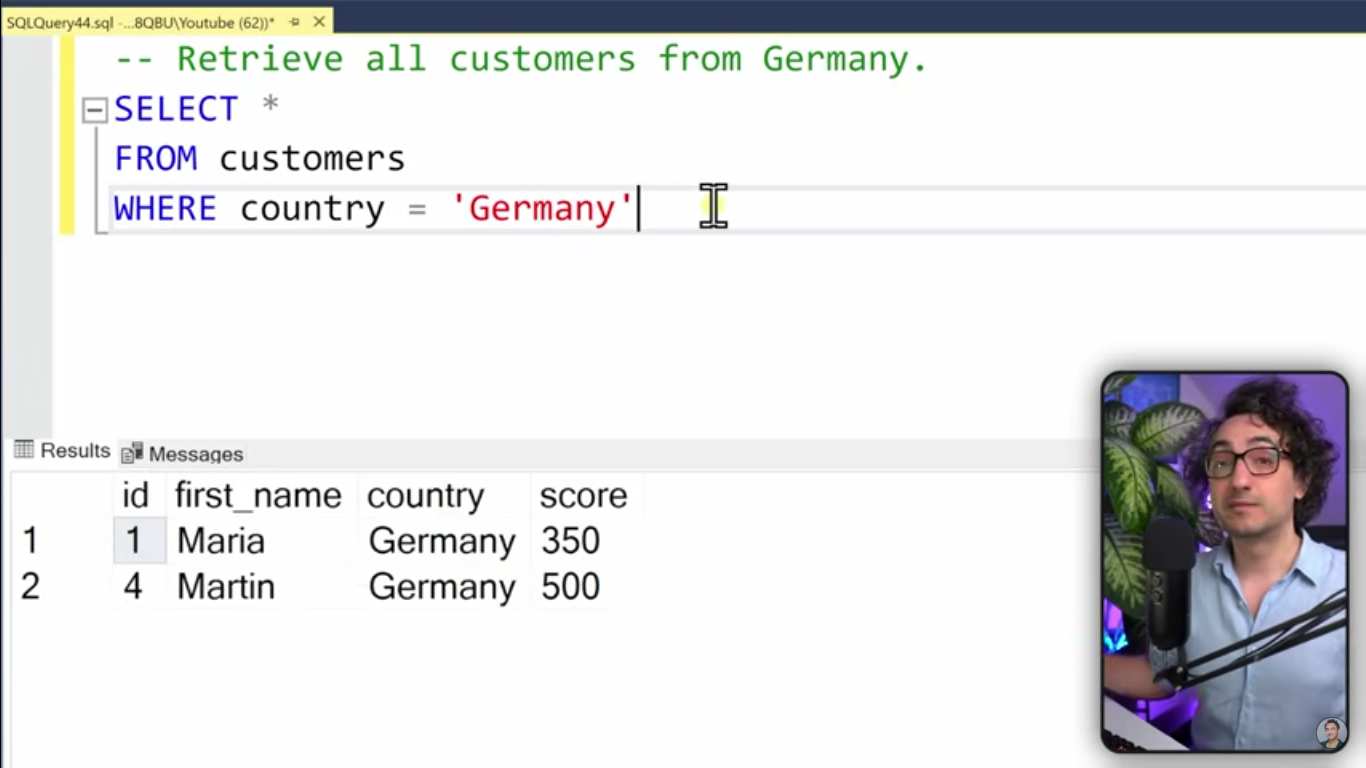 SQLQuery44.sql -...8QBU\Youtube (62))*
-- Retrieve all customers from Germany.
SELECT *
FROM customers
WHERE country = 'Germany'
Results Messages
id first_name country score
1 1 Maria Germany 350
2 4 Martin Germany 500